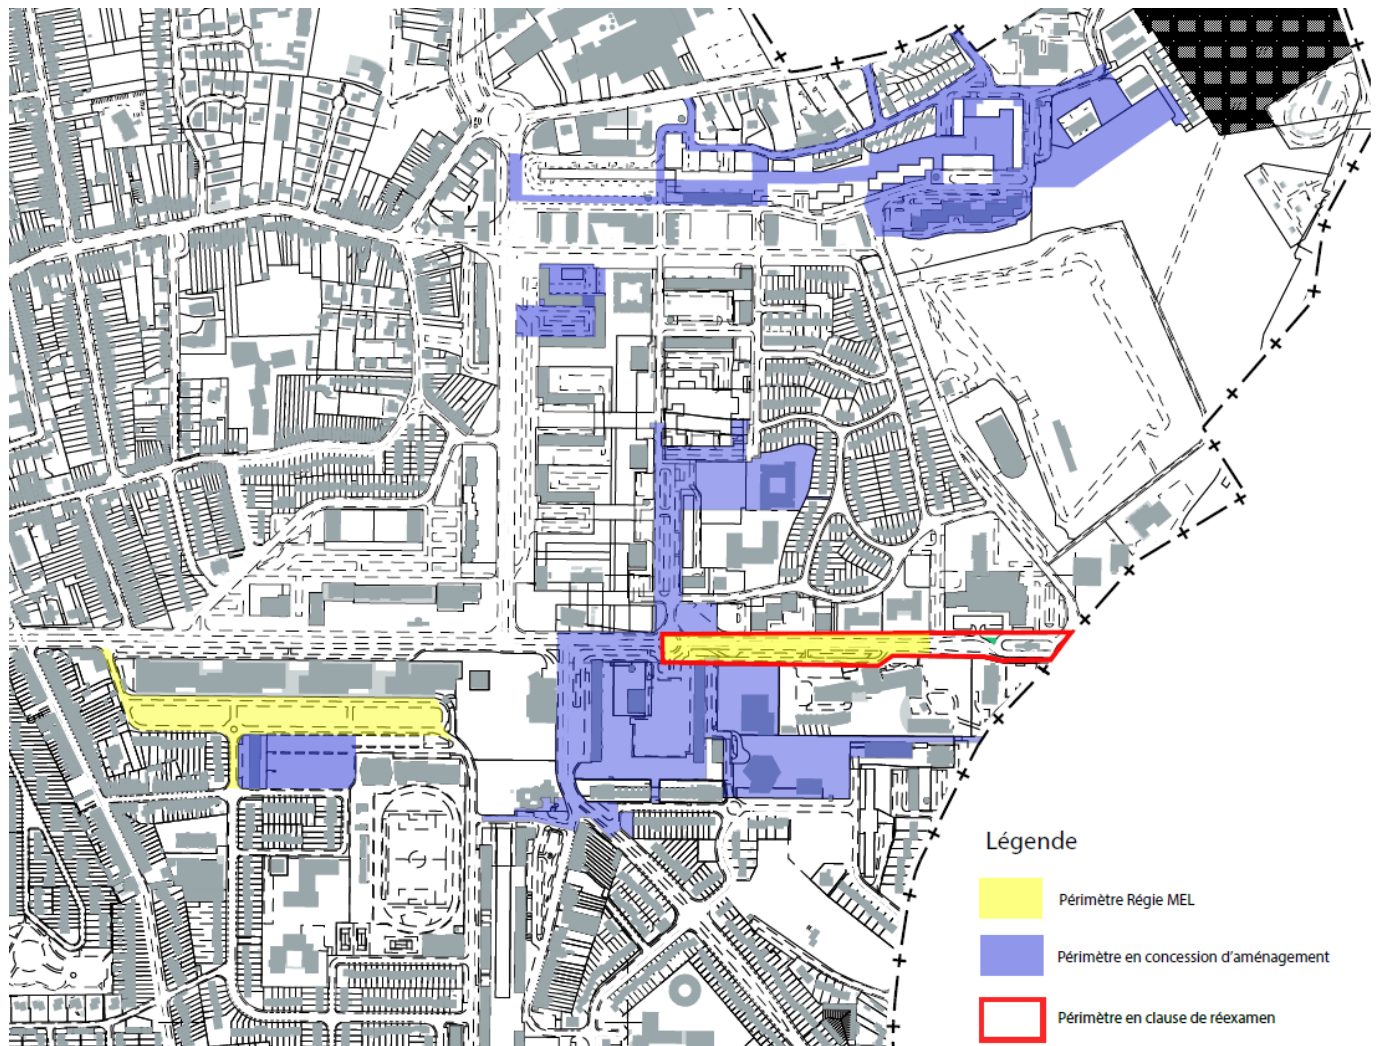 Légende
Périmètre Régie MEL
Périmètre en concession d'aménagement
Périmètre en clause de réexamen